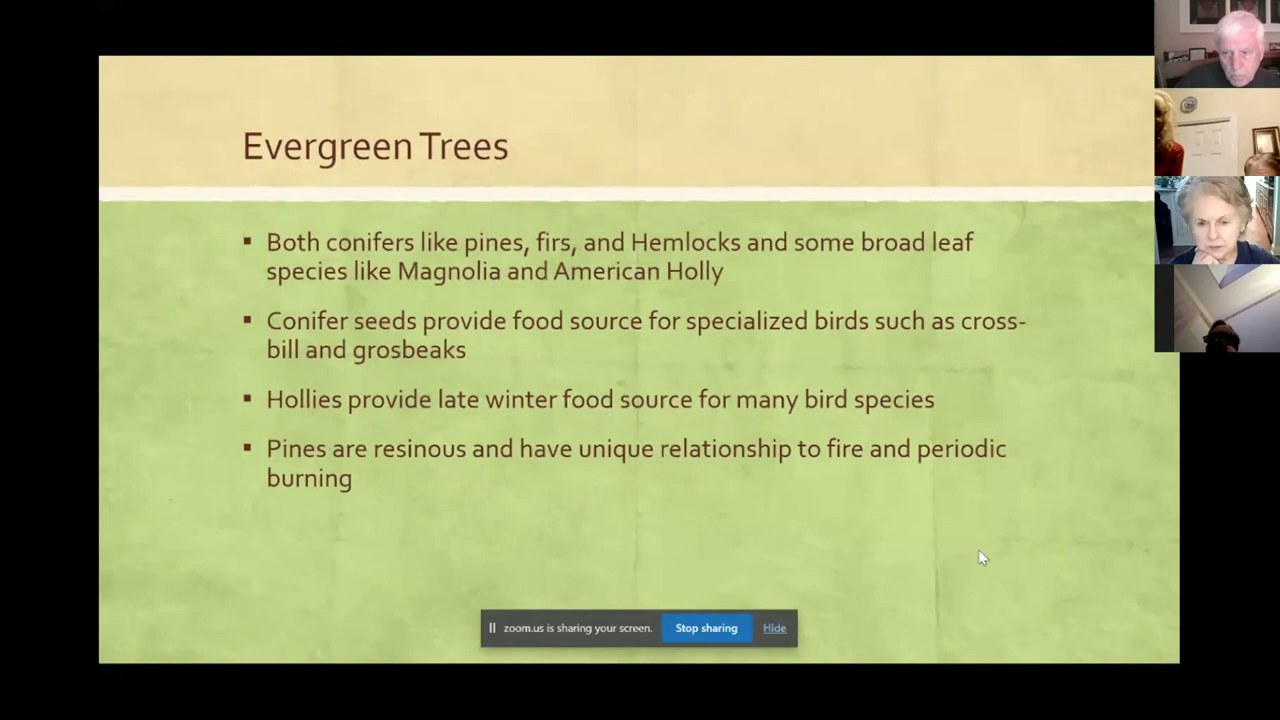 Evergreen Trees
▪ Both conifers like pines, firs, and Hemlocks and some broad leaf
species like Magnolia and American Holly
▪ Conifer seeds provide food source for specialized birds such as cross-
bill and grosbeaks
▪ Hollies provide late winter food source for many bird species
▪ Pines are resinous and have unique relationship to fire and periodic
burning
zoom.us is sharing your screen. Stop sharing Hide